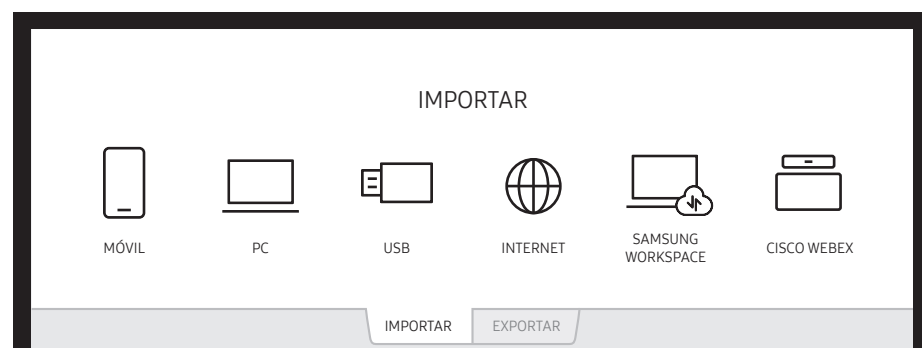 IMPORTAR
MÓVIL
PC
USB
INTERNET
SAMSUNG
WORKSPACE
CISCO WEBEX
IMPORTAR
EXPORTAR